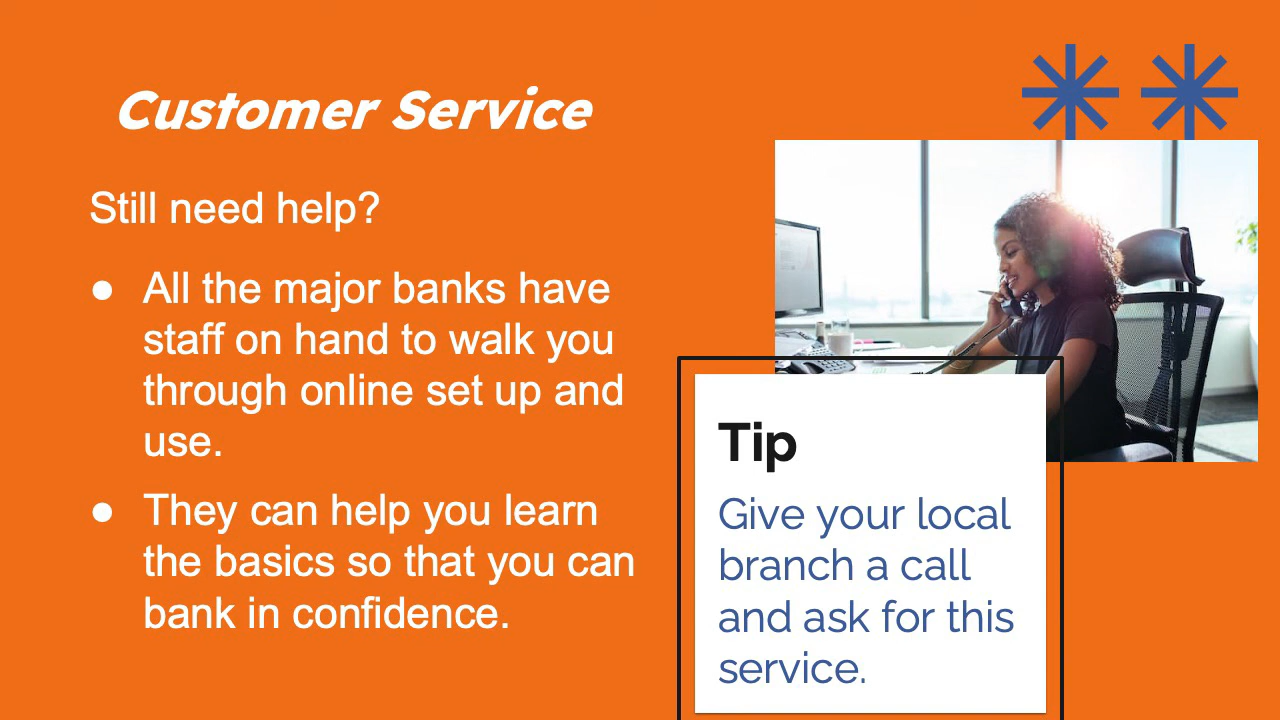 Customer Service
Still need help?
● All the major banks have
staff on hand to walk you
through online set up and
use.
● They can help you learn
the basics so that you can
bank in confidence.
Tip
Give your local
branch a call
and ask for this
service.